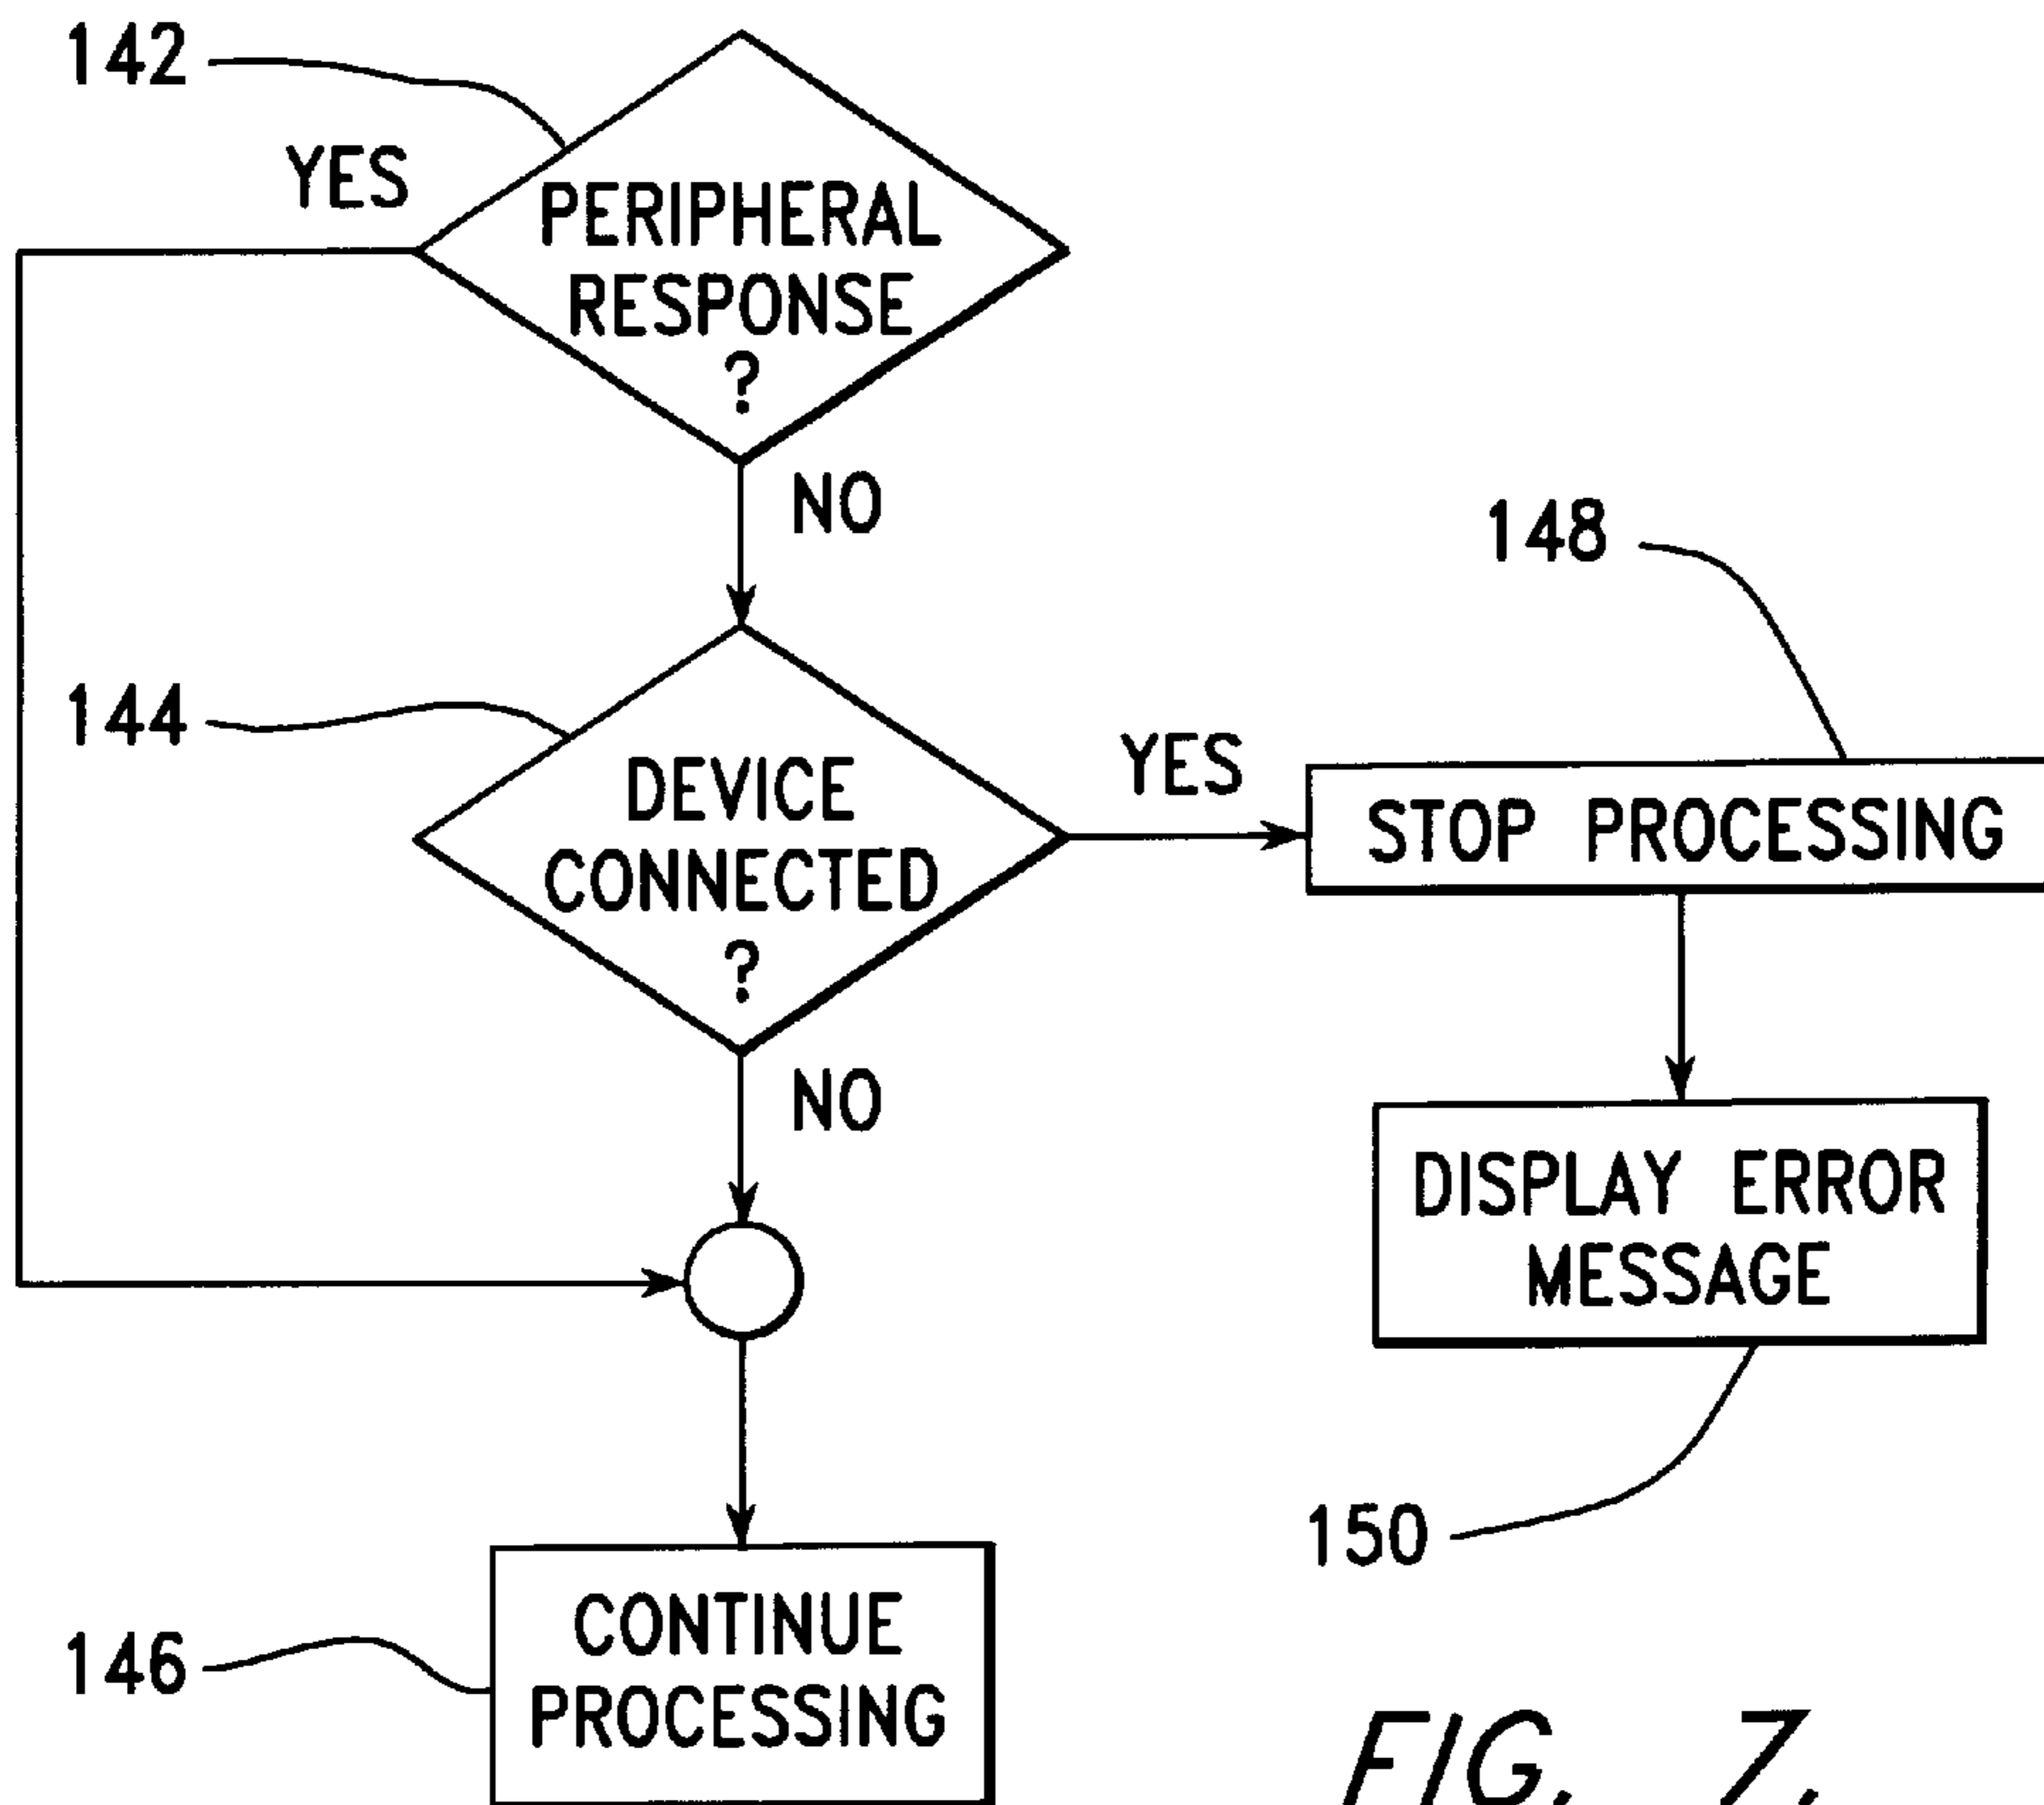 142
YES
PERIPHERAL
RESPONSE
?
NO
148
144
DEVICE
CONNECTED
?
YES
STOP PROCESSING
NO
DISPLAY ERROR
MESSAGE
150
146
CONTINUE
PROCESSING
FIG. 7.